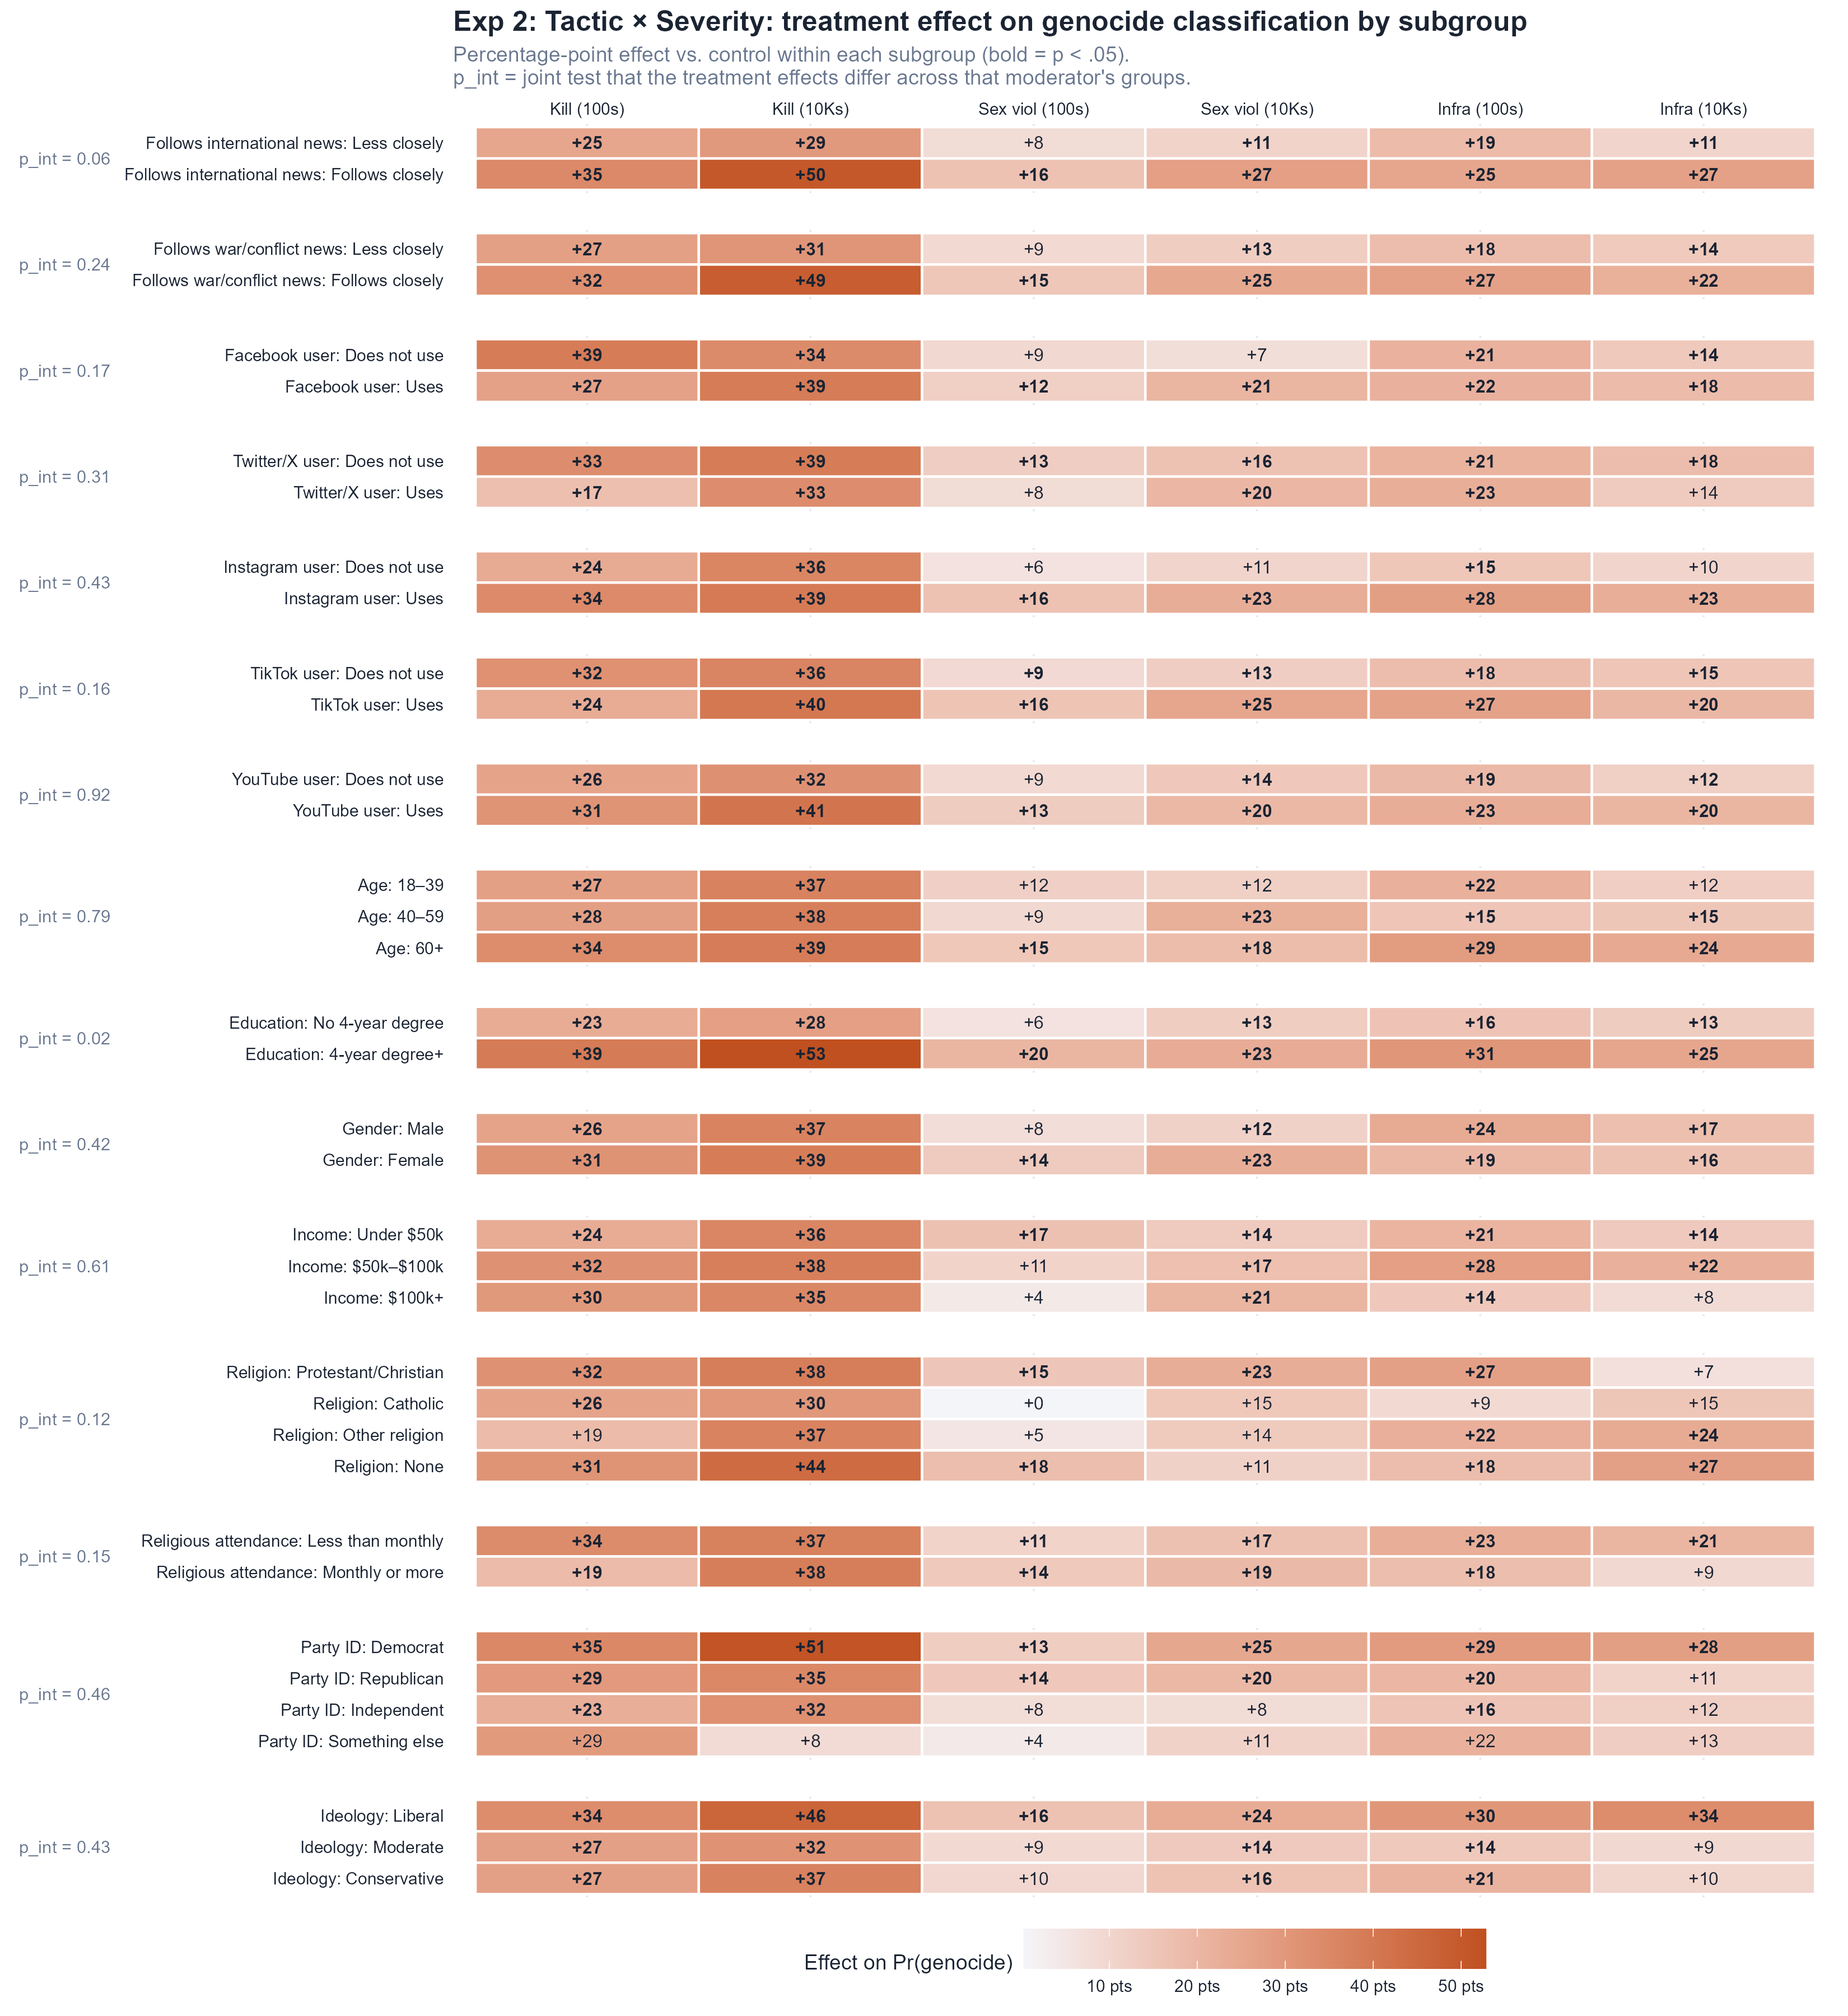 Exp 2: Tactic × Severity: treatment effect on genocide classification by subgroup
Percentage-point effect vs. control within each subgroup (bold = p < .05).
p_int = joint test that the treatment effects differ across that moderator's groups.
Kill (100s) Kill (10Ks) Sex viol (100s) Sex viol (10Ks) Infra (100s) Infra (10Ks)
Follows international news: Less closely +25 +29 +8 +11 +19 +11
p_int = 0.06
Follows international news: Follows closely +35 +50 +16 +27 +25 +27
Follows war/conflict news: Less closely +27 +31 +9 +13 +18 +14
p_int = 0.24
Follows war/conflict news: Follows closely +32 +49 +15 +25 +27 +22
Facebook user: Does not use +39 +34 +9 +7 +21 +14
p_int = 0.17
Facebook user: Uses +27 +39 +12 +21 +22 +18
Twitter/X user: Does not use +33 +39 +13 +16 +21 +18
p_int = 0.31
Twitter/X user: Uses +17 +33 +8 +20 +23 +14
Instagram user: Does not use +24 +36 +6 +11 +15 +10
p_int = 0.43
Instagram user: Uses +34 +39 +16 +23 +28 +23
TikTok user: Does not use +32 +36 +9 +13 +18 +15
p_int = 0.16
TikTok user: Uses +24 +40 +16 +25 +27 +20
YouTube user: Does not use +26 +32 +9 +14 +19 +12
p_int = 0.92
YouTube user: Uses +31 +41 +13 +20 +23 +20
Age: 18–39 +27 +37 +12 +12 +22 +12
p_int = 0.79 Age: 40–59 +28 +38 +9 +23 +15 +15
Age: 60+ +34 +39 +15 +18 +29 +24
Education: No 4-year degree +23 +28 +6 +13 +16 +13
p_int = 0.02
Education: 4-year degree+ +39 +53 +20 +23 +31 +25
Gender: Male +26 +37 +8 +12 +24 +17
p_int = 0.42
Gender: Female +31 +39 +14 +23 +19 +16
Income: Under $50k +24 +36 +17 +14 +21 +14
p_int = 0.61 Income: $50k–$100k +32 +38 +11 +17 +28 +22
Income: $100k+ +30 +35 +4 +21 +14 +8
Religion: Protestant/Christian +32 +38 +15 +23 +27 +7
Religion: Catholic +26 +30 +0 +15 +9 +15
p_int = 0.12
Religion: Other religion +19 +37 +5 +14 +22 +24
Religion: None +31 +44 +18 +11 +18 +27
Religious attendance: Less than monthly +34 +37 +11 +17 +23 +21
p_int = 0.15
Religious attendance: Monthly or more +19 +38 +14 +19 +18 +9
Party ID: Democrat +35 +51 +13 +25 +29 +28
Party ID: Republican +29 +35 +14 +20 +20 +11
p_int = 0.46
Party ID: Independent +23 +32 +8 +8 +16 +12
Party ID: Something else +29 +8 +4 +11 +22 +13
Ideology: Liberal +34 +46 +16 +24 +30 +34
p_int = 0.43 Ideology: Moderate +27 +32 +9 +14 +14 +9
Ideology: Conservative +27 +37 +10 +16 +21 +10
Effect on Pr(genocide)
10 pts 20 pts 30 pts 40 pts 50 pts